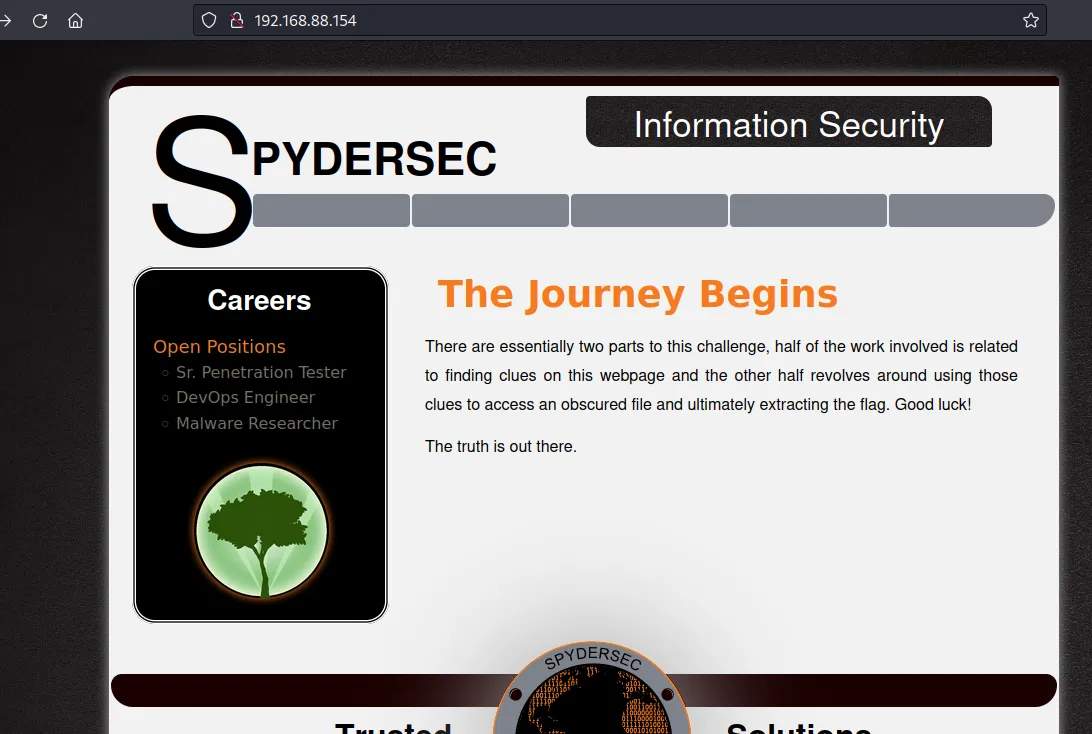 192.168.88.154
Information Security
SPYDERSEC
Careers
Open Positions
Sr. Penetration Tester
DevOps Engineer
Malware Researcher
The Journey Begins
There are essentially two parts to this challenge, half of the work involved is related
to finding clues on this webpage and the other half revolves around using those
clues to access an obscured file and ultimately extracting the flag. Good luck!
The truth is out there.
SPYDERSEC
Trusted Solutions